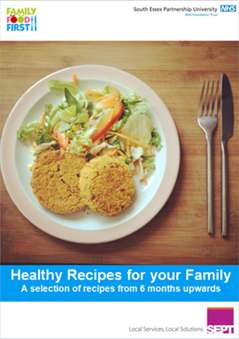 FAMILY
FOOD
FIRST
South Essex Partnership University NHS
NHS Foundation Trust
Healthy Recipes for your Family
A selection of recipes from 6 months upwards
Local Services, Local Solutions
SEPT